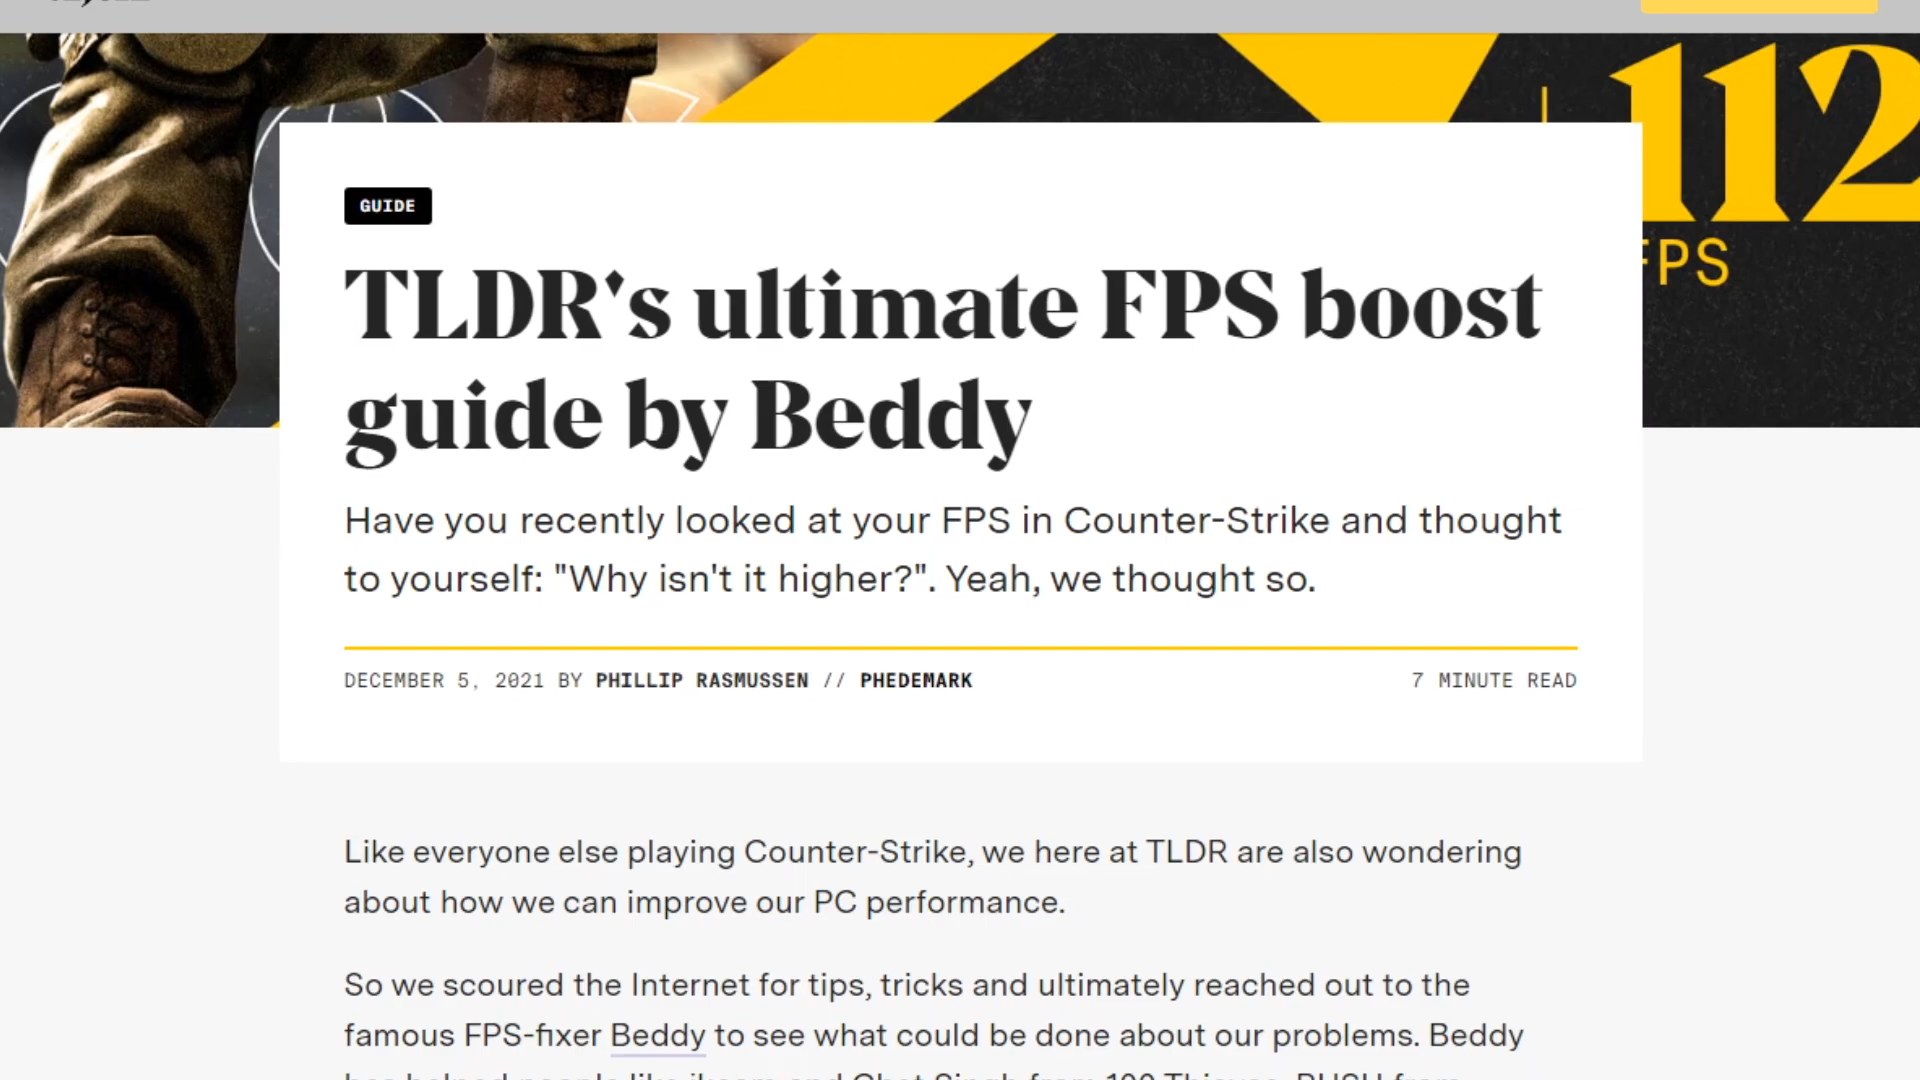 112
FPS
GUIDE
TLDR's ultimate FPS boost
guide by Beddy
Have you recently looked at your FPS in Counter-Strike and thought
to yourself: "Why isn't it higher?". Yeah, we thought so.
DECEMBER 5, 2021 BY PHILLIP RASMUSSEN // PHEDEMARK
7 MINUTE READ
Like everyone else playing Counter-Strike, we here at TLDR are also wondering
about how we can improve our PC performance.
So we scoured the Internet for tips, tricks and ultimately reached out to the
famous FPS-fixer Beddy to see what could be done about our problems. Beddy